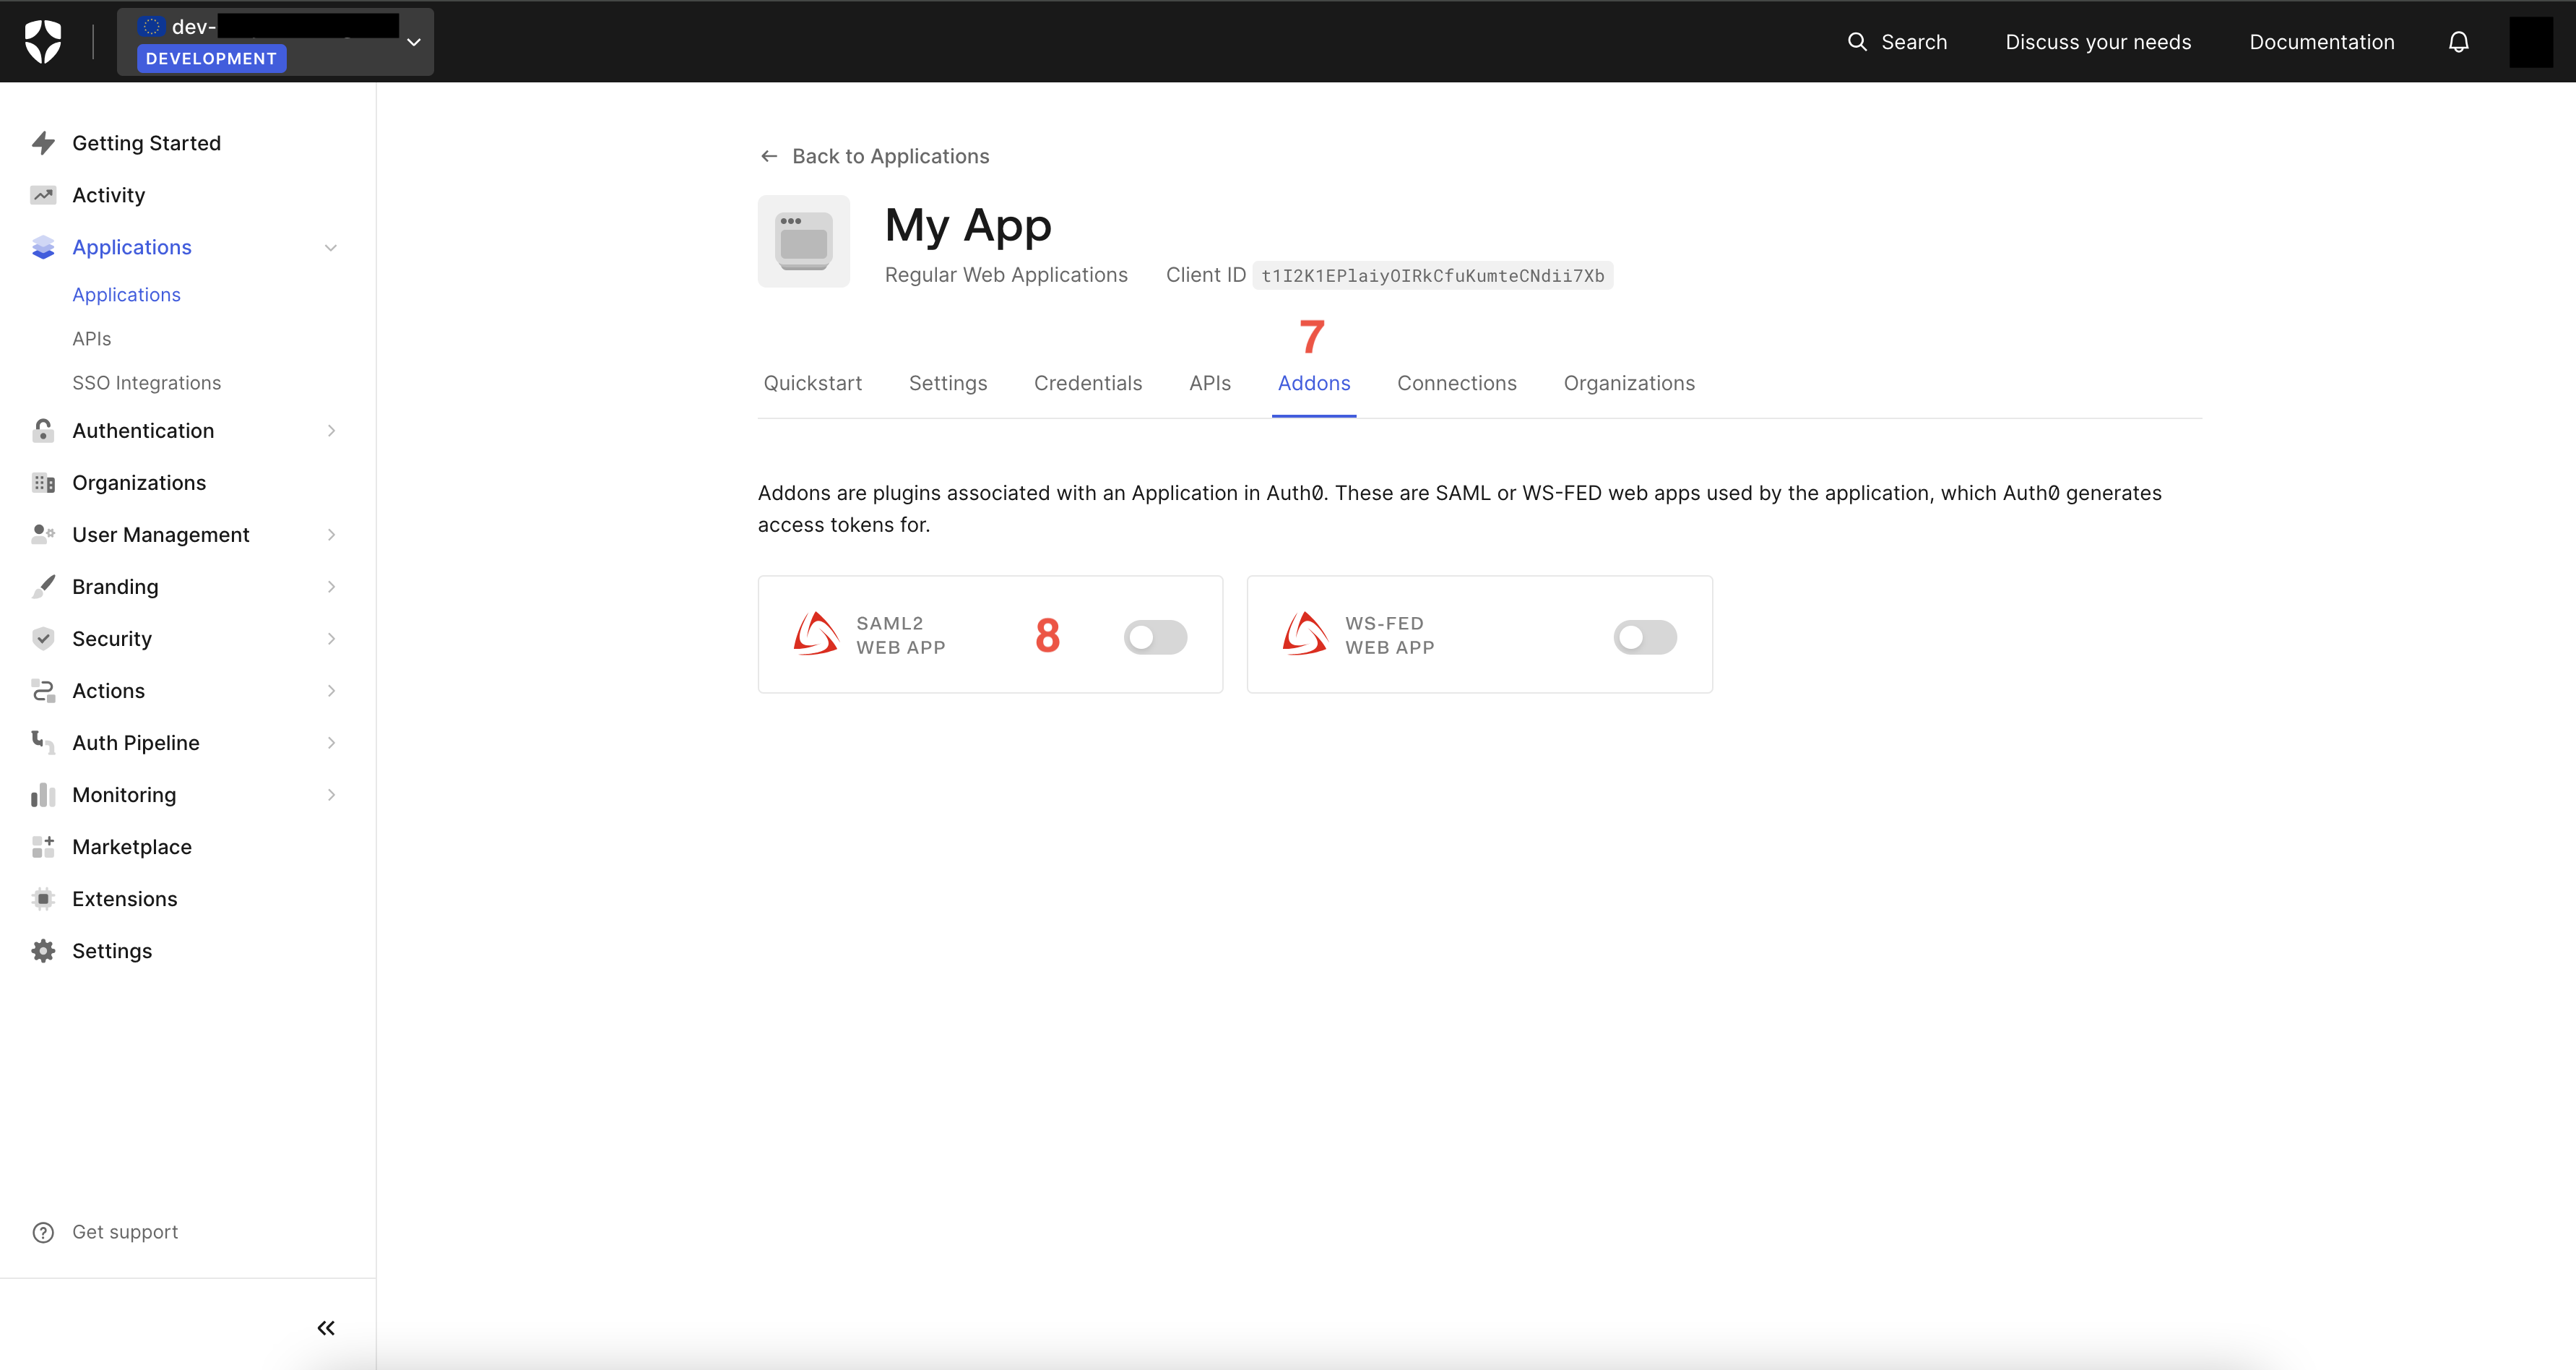 dev-
DEVELOPMENT
Search
Discuss your needs
Documentation
Getting Started
Activity
Applications
Applications
APIs
SSO Integrations
Authentication
Organizations
User Management
Branding
Security
Actions
Auth Pipeline
Monitoring
Marketplace
Extensions
Settings
Get support
Back to Applications
My App
Regular Web Applications
Client ID t1I2K1EPlaiyOIRkCfuKumteCNdii7Xb
7
Quickstart
Settings
Credentials
APIs
Addons
Connections
Organizations
Addons are plugins associated with an Application in Auth0. These are SAML or WS-FED web apps used by the application, which Auth0 generates
access tokens for.
SAML2
WEB APP
8
WS-FED
WEB APP